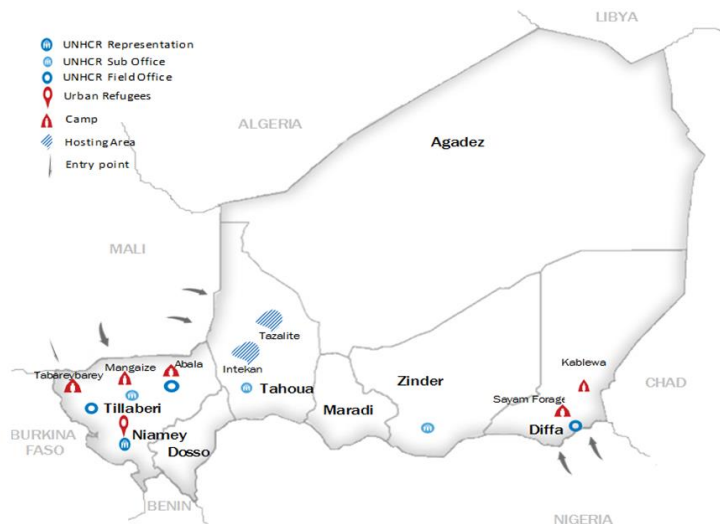 LIBYA
UNHCR Representation
UNHCR Sub Office
UNHCR Field Office
Urban Refugees
Camp
Hosting Area
Entry point
ALGERIA
Agadez
MALI
Tazalite
Intekan
Tabareybarey
Mangaize
Abala
Kablewa
Tahoua
Zinder
CHAD
Maradi
Sayam Forage
Tillaberi
Diffa
Niamey
BURKINA
FASO
Dosso
BENIN
NIGERIA